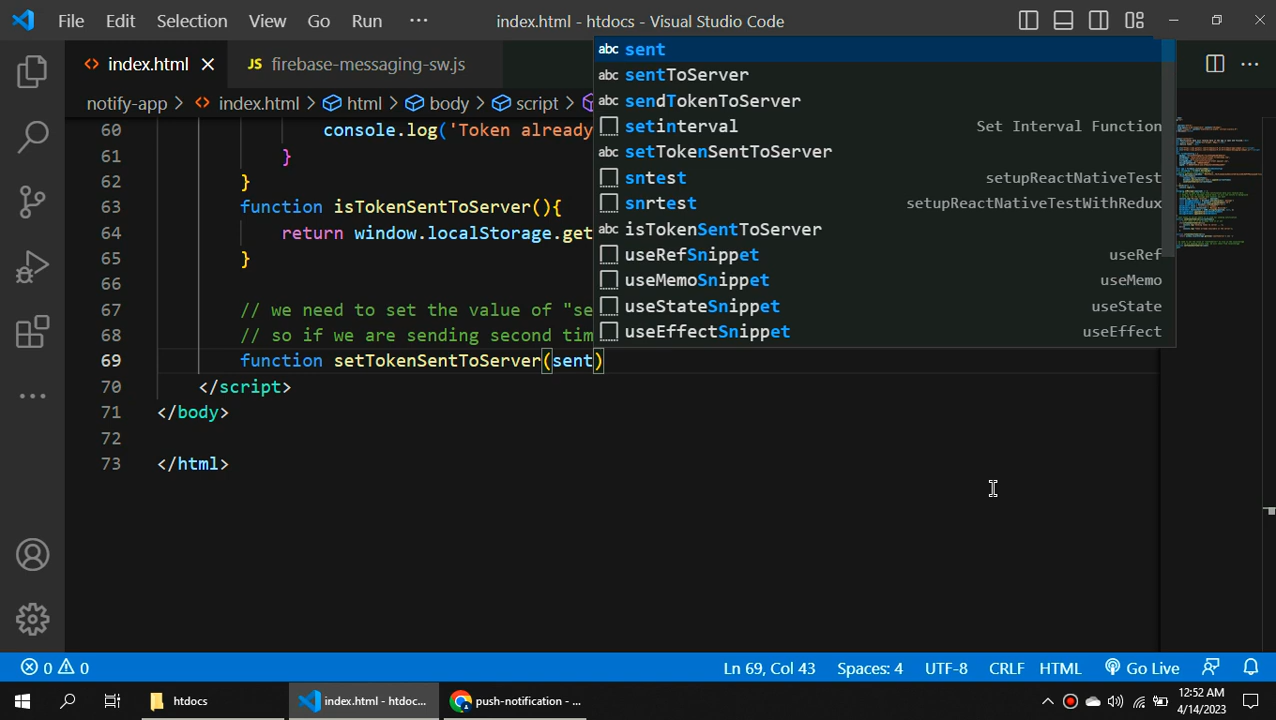 File Edit Selection View Go Run ··· index.html - htdocs - Visual Studio Code
<> index.html × JS firebase-messaging-sw.js ···
notify-app > <> index.html > html > body > script >
abc sent
abc sentToServer
abc sendTokenToServer
setinterval Set Interval Function
abc setTokenSentToServer
sntest setupReactNativeTest
snrtest setupReactNativeTestWithRedux
abc isTokenSentToServer
useRefSnippet useRef
useMemoSnippet useMemo
useStateSnippet useState
useEffectSnippet useEffect
60 console.log('Token already
61 }
62 }
63 function isTokenSentToServer(){
64 return window.localStorage.get
65 }
66
67 // we need to set the value of "se
68 // so if we are sending second tim
69 function setTokenSentToServer(sent)
70 </script>
71 </body>
72
73 </html>
0 0 Ln 69, Col 43 Spaces: 4 UTF-8 CRLF HTML Go Live
htdocs index.html - htdoc... push-notification - ... 12:52 AM
4/14/2023